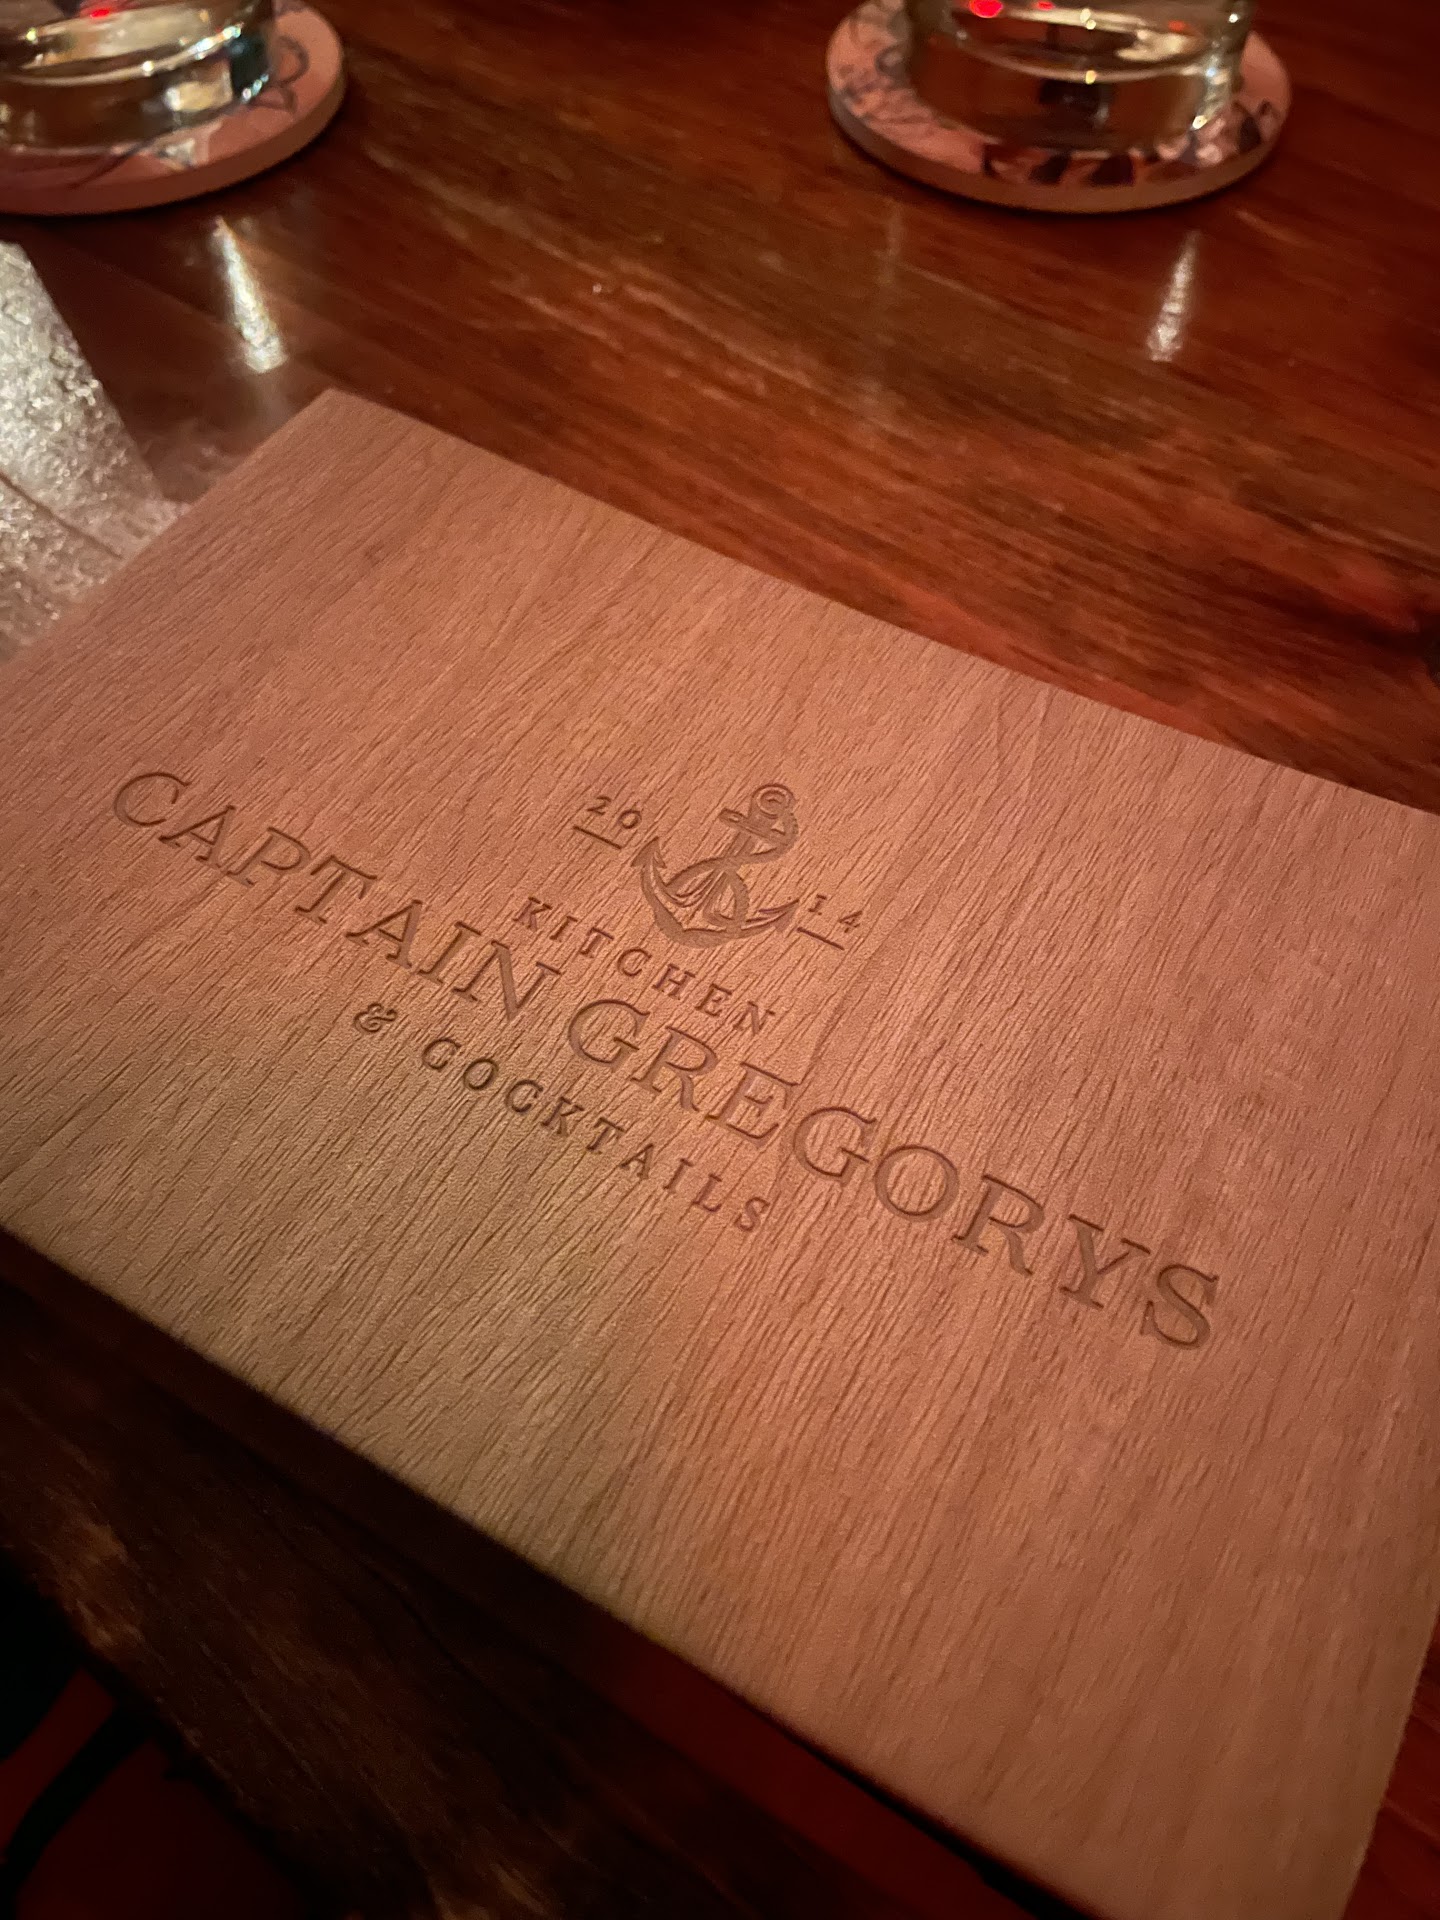 20 14
KITCHEN
CAPTAIN GREGORYS
& COCKTAILS